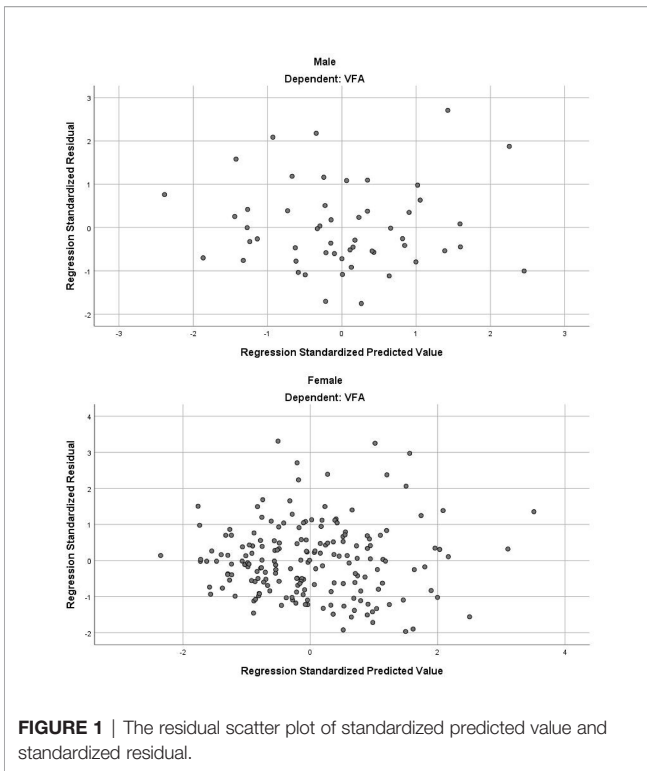 Male
Dependent: VFA
3
2
1
0
-1
-2
Regression Standardized Residual
-3
-2
-1
0
1
2
3
Regression Standardized Predicted Value
Female
Dependent: VFA
4
3
2
1
0
-1
-2
Regression Standardized Residual
-2
0
2
4
Regression Standardized Predicted Value
FIGURE 1 | The residual scatter plot of standardized predicted value and
standardized residual.